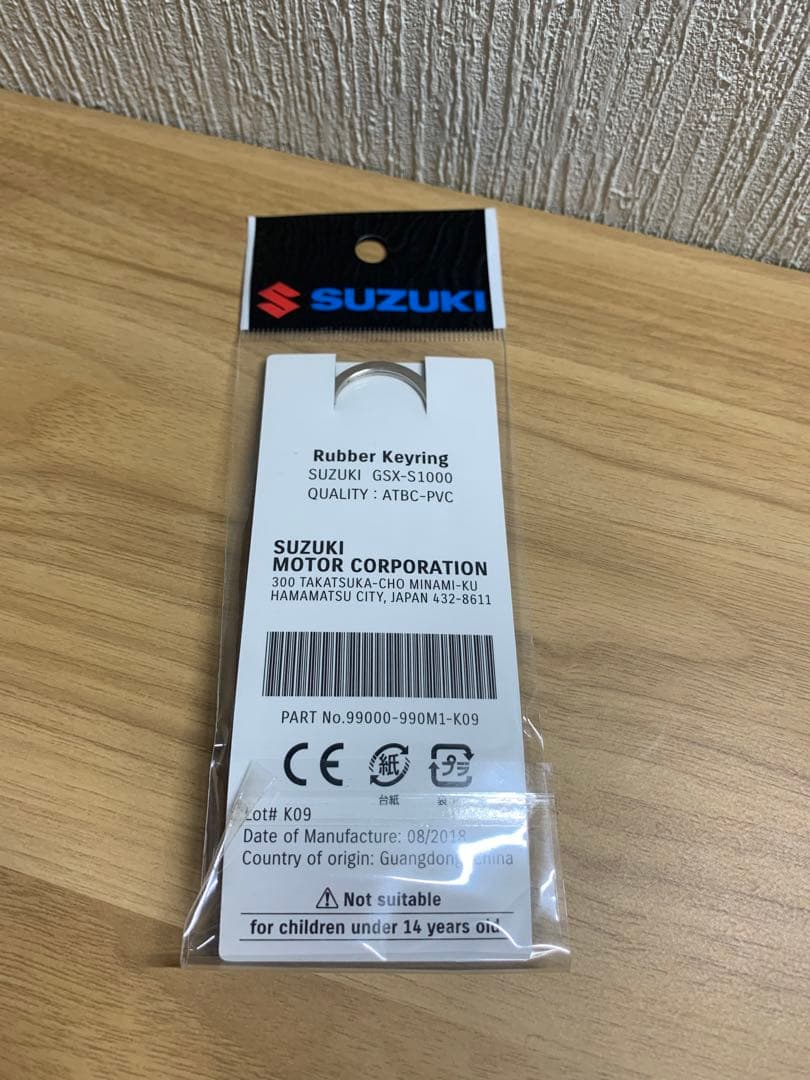 SUZUKI
Rubber Keyring
SUZUKI GSX-S1000
QUALITY : ATBC-PVC
SUZUKI
MOTOR CORPORATION
300 TAKATSUKA-CHO MINAMI-KU
HAMAMATSU CITY, JAPAN 432-8611
PART No.99000-990M1-K09
CE 紙 プラ
台紙
Lot# K09
Date of Manufacture: 08/2018
Country of origin: Guangdong, China
Not suitable
for children under 14 years old